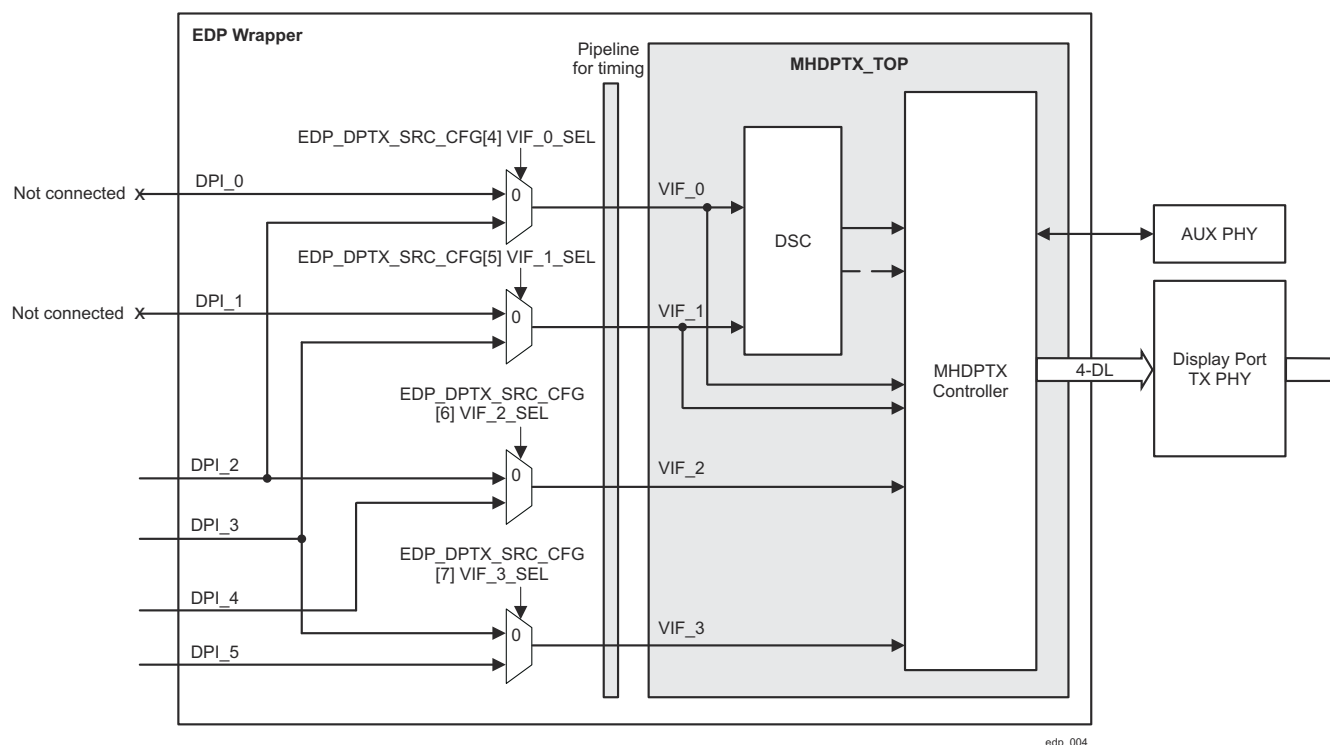 EDP Wrapper
Pipeline
for timing
MHDPTX_TOP
EDP_DPTX_SRC_CFG[4] VIF_0_SEL
Not connected X
DPI_0
0
VIF_0
DSC
AUX PHY
EDP_DPTX_SRC_CFG[5] VIF_1_SEL
Not connected X
DPI_1
0
VIF_1
MHDPTX
Controller
4-DL
Display Port
TX PHY
EDP_DPTX_SRC_CFG
[6] VIF_2_SEL
DPI_2
0
VIF_2
DPI_3
EDP_DPTX_SRC_CFG
[7] VIF_3_SEL
DPI_4
0
VIF_3
DPI_5
edp_004